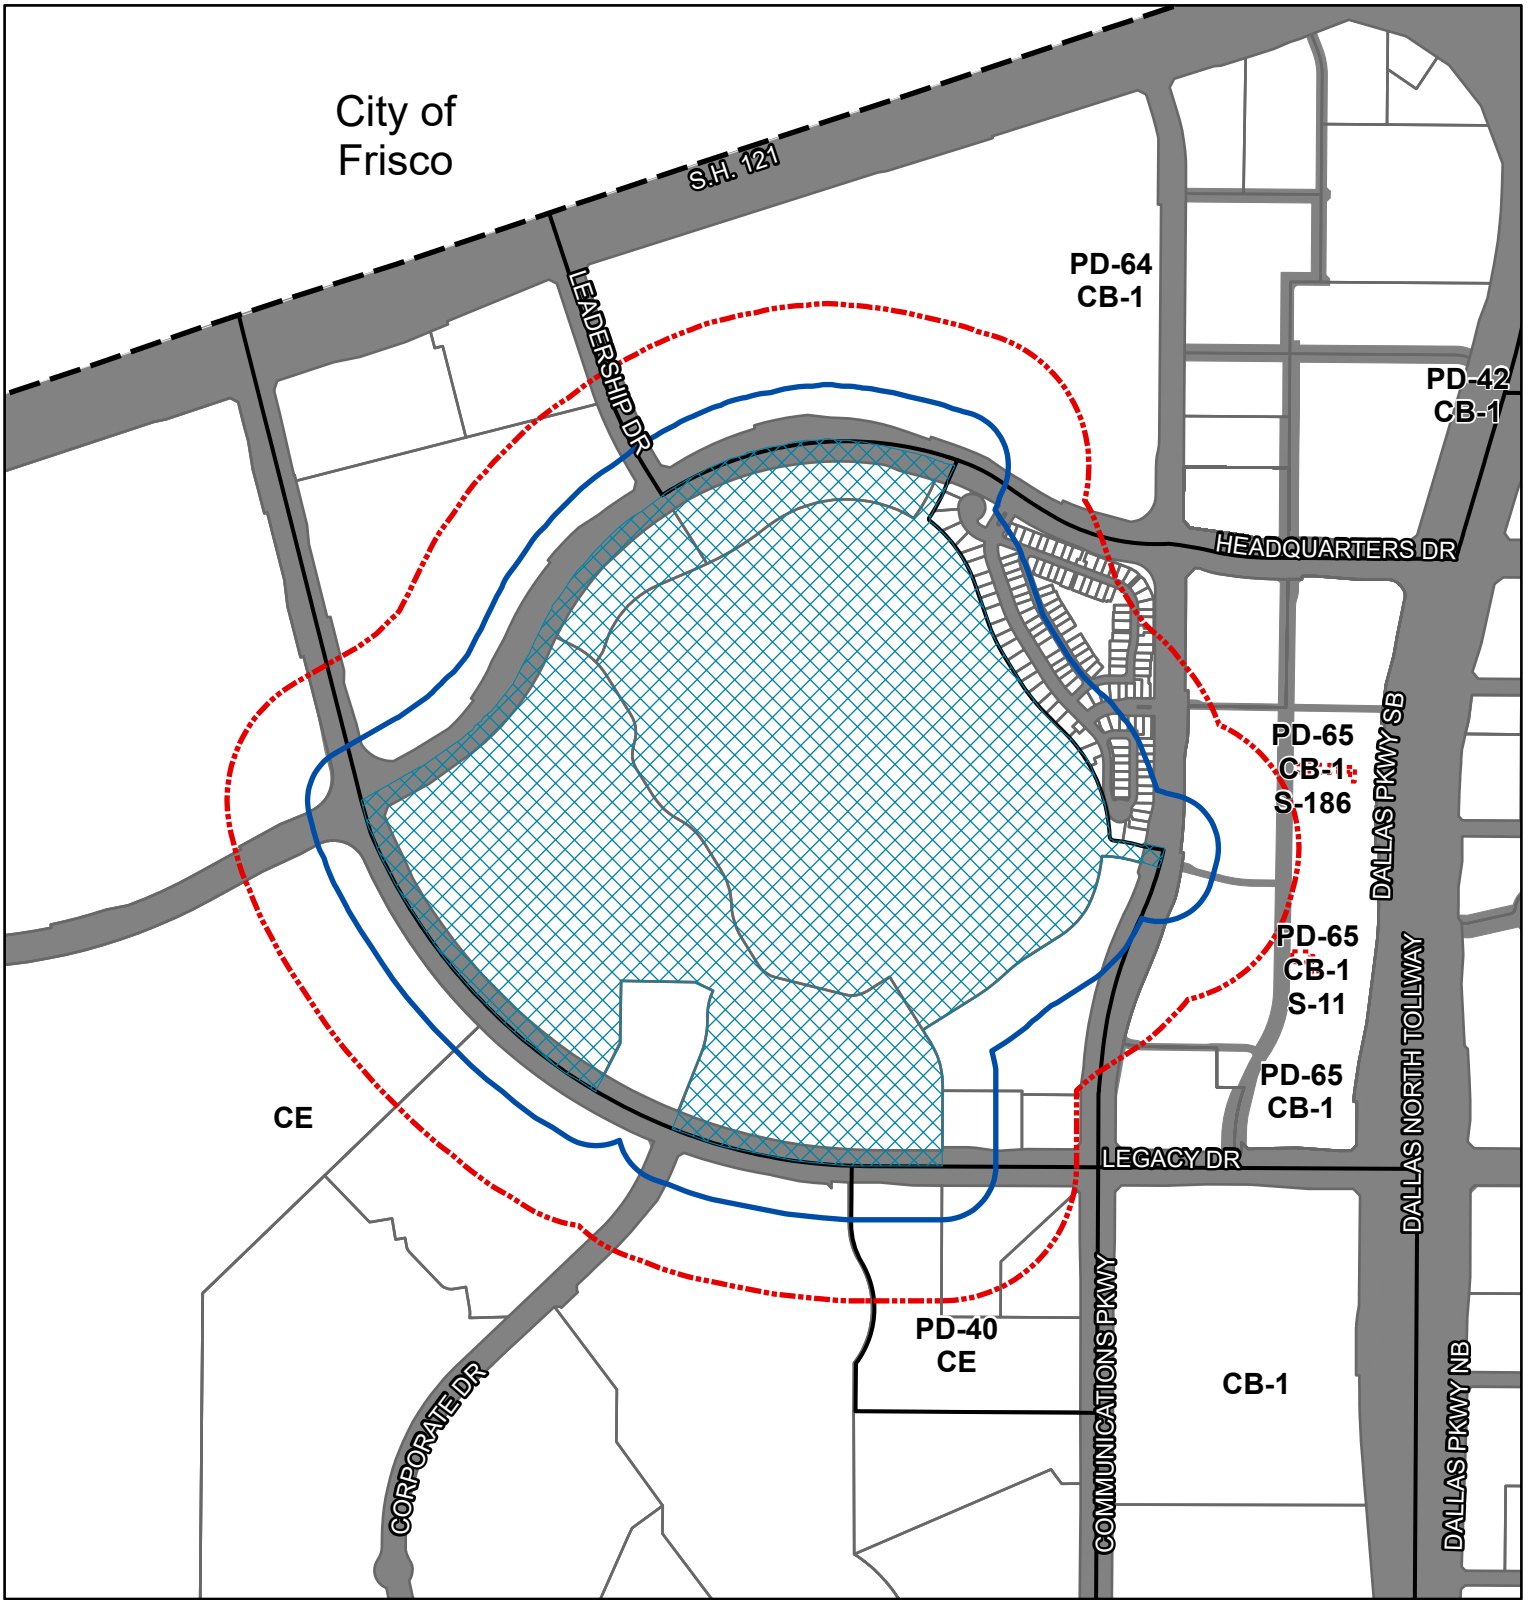 City of
Frisco
S.H. 121
LEADERSHIP DR
PD-64
CB-1
PD-42
CB-1
HEADQUARTERS DR
PD-65
CB-1
S-186
DALLAS PKWY SB
PD-65
CB-1
S-11
DALLAS NORTH TOLLWAY
PD-65
CB-1
CE
LEGACY DR
PD-40
CE
COMMUNICATIONS PKWY
CB-1
CORPORATE DR
DALLAS PKWY NB